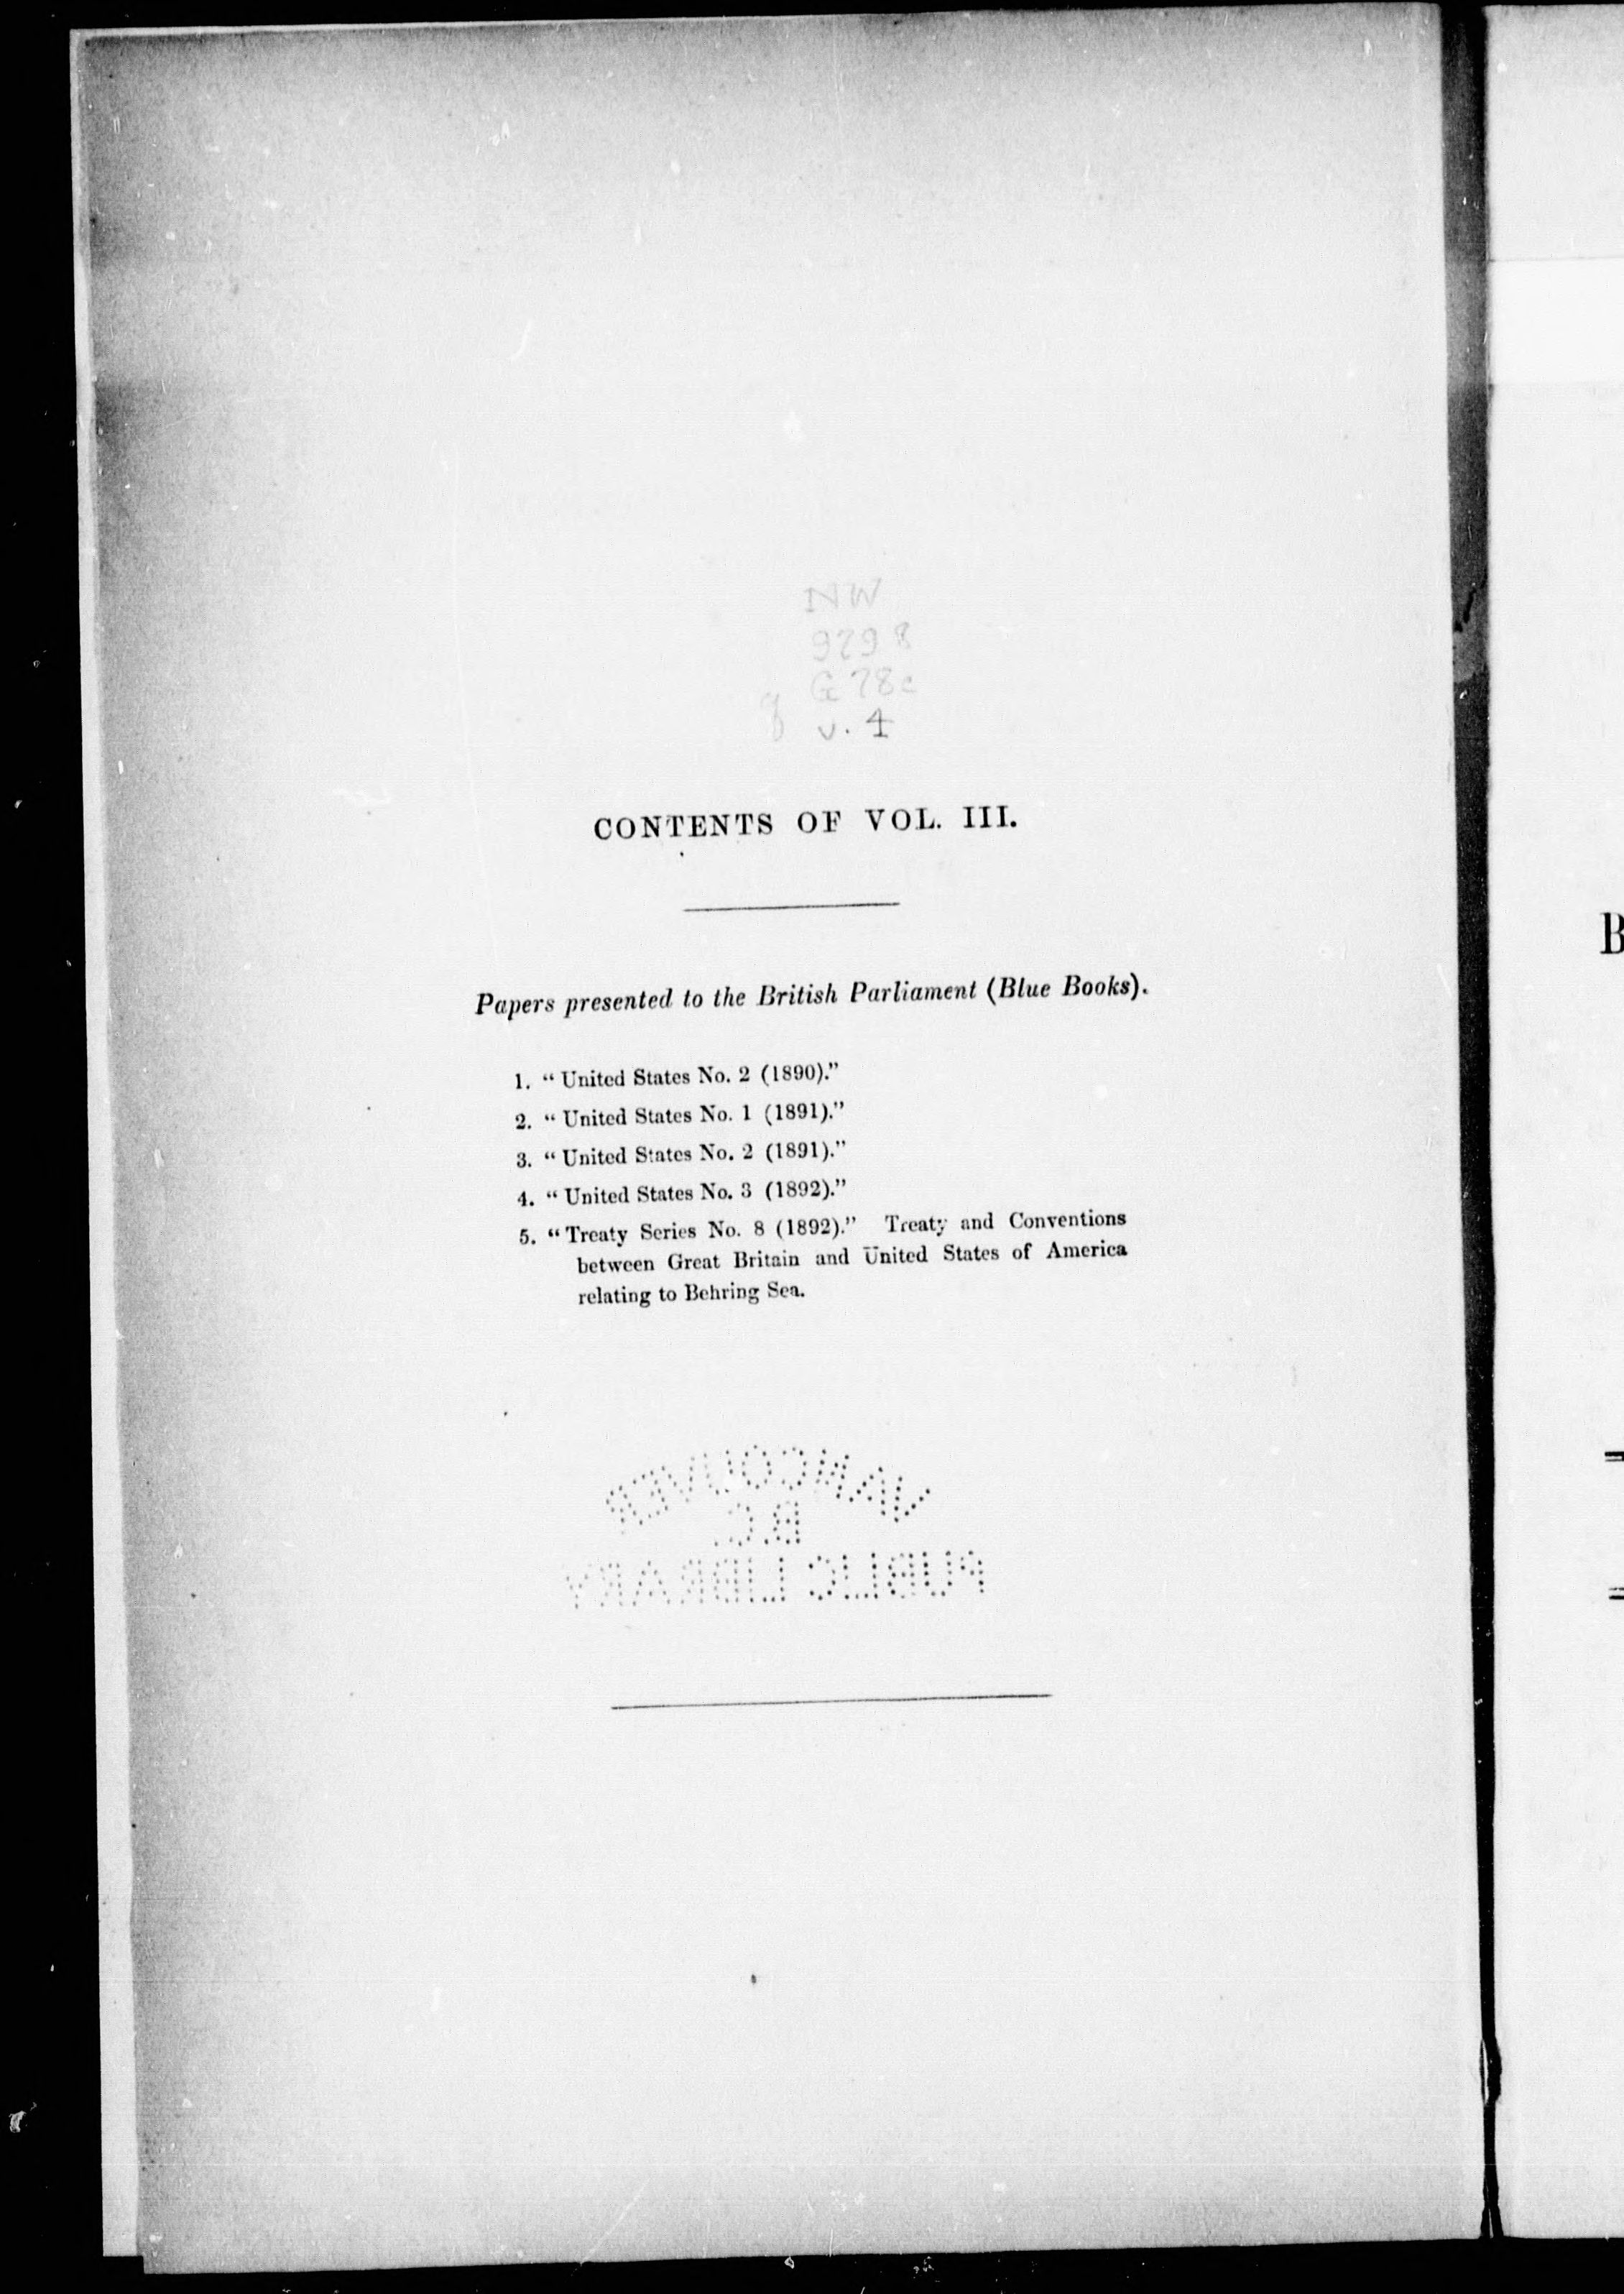 NW
9798
G78c
q v. 4
CONTENTS OF VOL. III.
Papers presented to the British Parliament (Blue Books).
1. “ United States No. 2 (1890).”
2. “ United States No. 1 (1891).”
3. “ United States No. 2 (1891).”
4. “ United States No. 3 (1892).”
5. “ Treaty Series No. 8 (1892).” Treaty and Conventions
between Great Britain and United States of America
relating to Behring Sea.
VANCOUVER
B.C.
PUBLIC LIBRARY
B